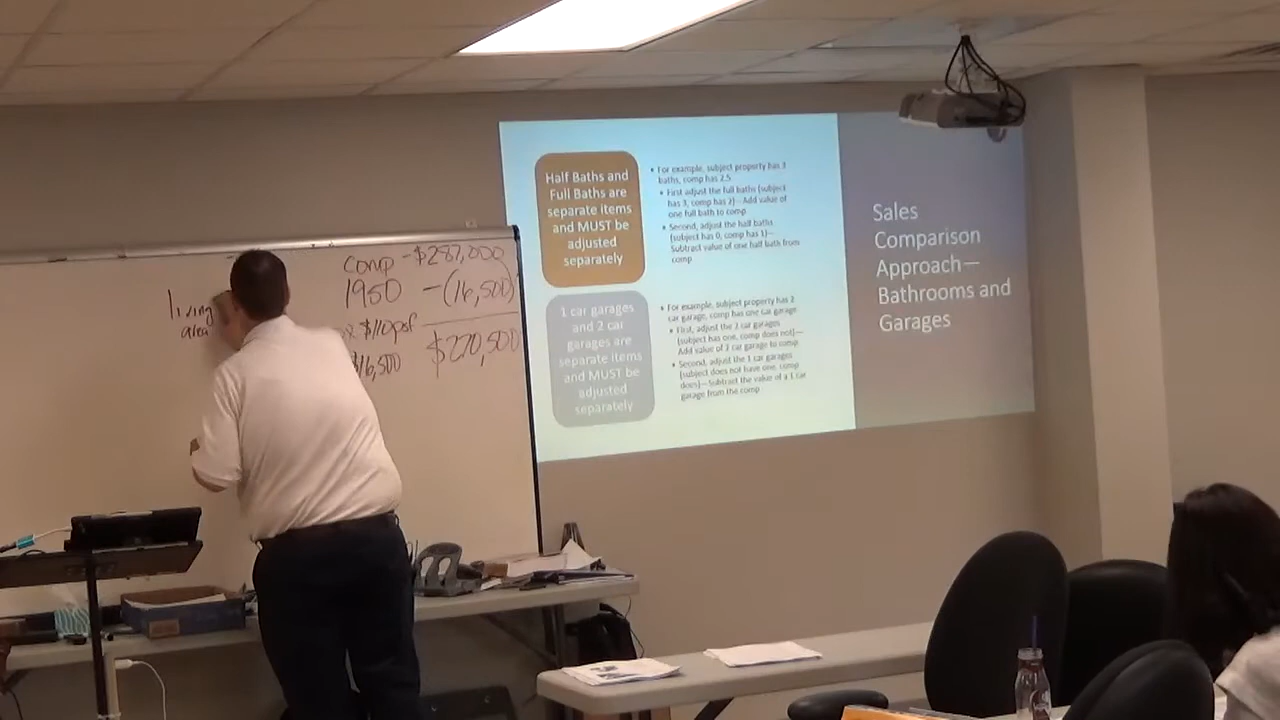 living
area
comp -$287,000
1950 -(16,500)
x $110psf
$16,500
$270,500
Half Baths and
Full Baths are
separate items
and MUST be
adjusted
separately
• For example, subject property has 3
baths, comp has 2.5
• First adjust the full baths (subject
has 3, comp has 2)—Add value of
one full bath to comp
• Second, adjust the half baths
(subject has 0, comp has 1)—
Subtract value of one half bath from
comp
1 car garages
and 2 car
garages are
separate items
and MUST be
adjusted
separately
• For example, subject property has 2
car garage, comp has one car garage
• First, adjust the 2 car garages
(subject has one, comp does not)—
Add value of 2 car garage to comp
• Second, adjust the 1 car garages
(subject does not have one, comp
does)—Subtract the value of a 1 car
garage from the comp
Sales
Comparison
Approach—
Bathrooms and
Garages